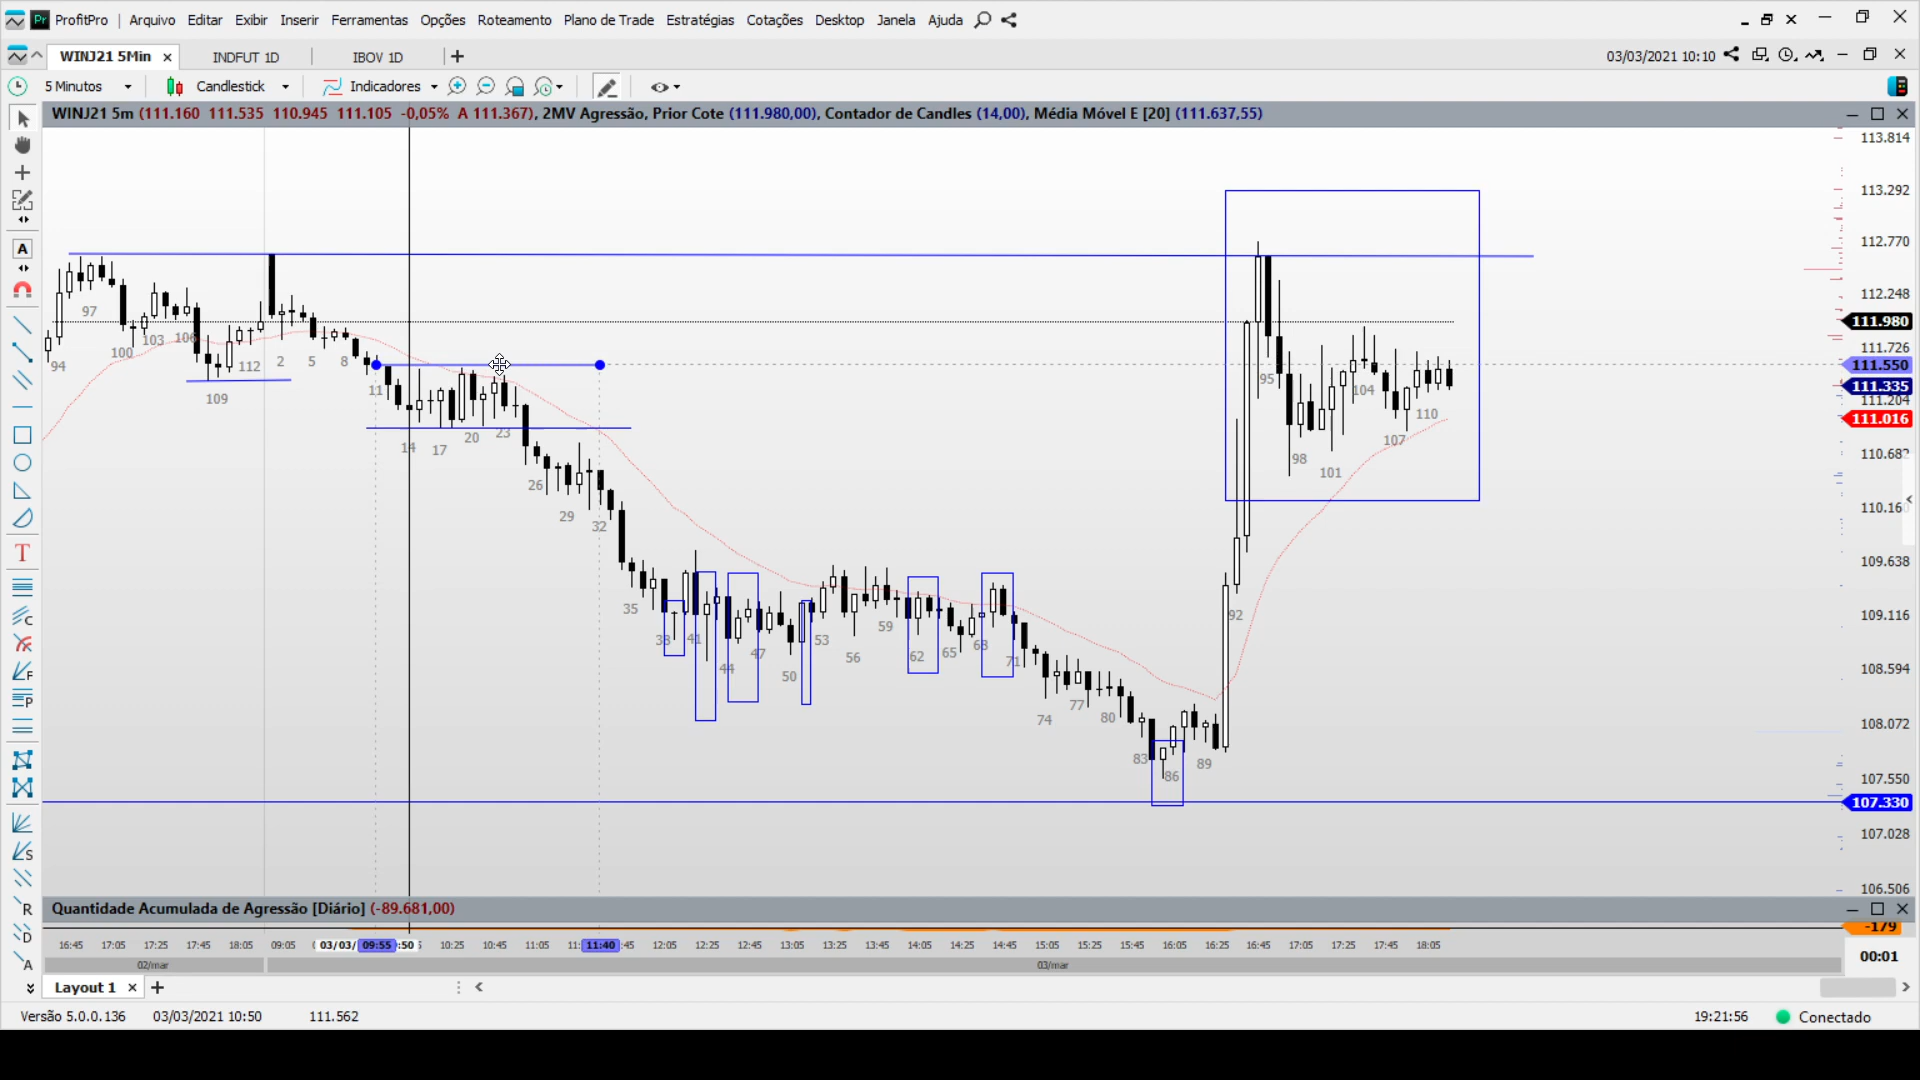 ProfitPro Arquivo Editar Exibir Inserir Ferramentas Opções Roteamento Plano de Trade Estratégias Cotações Desktop Janela Ajuda
WINJ21 5Min INDFUT 1D IBOV 1D
03/03/2021 10:10
5 Minutos Candlestick Indicadores
WINJ21 5m (111.160 111.535 110.945 111.105 -0,05% A 111.367), 2MV Agressão, Prior Cote (111.980,00), Contador de Candles (14,00), Média Móvel E [20] (111.637,55)
113.814
113.292
112.770
112.248
111.980
111.726
111.550
111.335
111.204
111.016
110.682
110.160
109.638
109.116
108.594
108.072
107.550
107.330
107.028
106.506
94 97 100 103 106 109 112 2 5 8 11 14 17 20 23 26 29 32 35 38 41 44 47 50 53 56 59 62 65 68 71 74 77 80 83 86 89 92 95 98 101 104 107 110
Quantidade Acumulada de Agressão [Diário] (-89.681,00)
-179
16:45 17:05 17:25 17:45 18:05 09:05 03/03/ 09:55 :50 10:25 10:45 11:05 11:40 :45 12:05 12:25 12:45 13:05 13:25 13:45 14:05 14:25 14:45 15:05 15:25 15:45 16:05 16:25 16:45 17:05 17:25 17:45 18:05
00:01
02/mar 03/mar
Layout 1
Versão 5.0.0.136 03/03/2021 10:50 111.562 19:21:56 Conectado